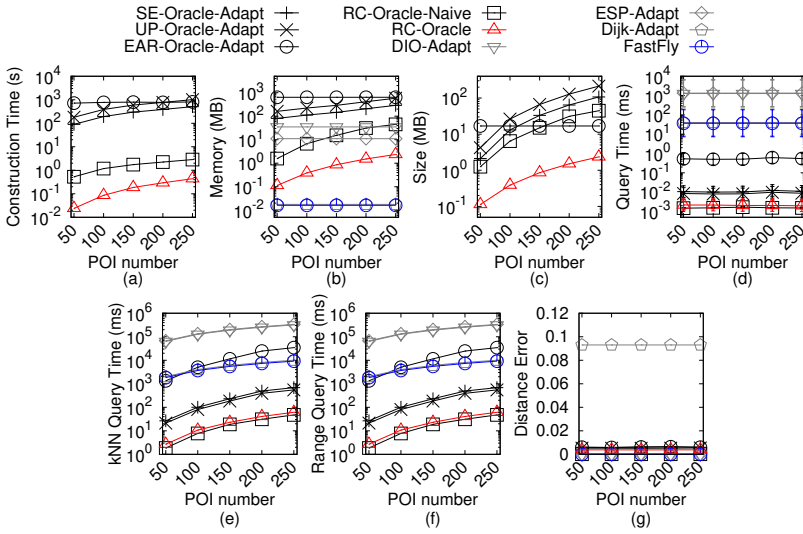 SE-Oracle-Adapt RC-Oracle-Naive ESP-Adapt
UP-Oracle-Adapt RC-Oracle Dijk-Adapt
EAR-Oracle-Adapt DIO-Adapt FastFly
Construction Time (s)
10^4
10^3
10^2
10^1
10^0
10^-1
10^-2
50 100 150 200 250
POI number
(a)
Memory (MB)
10^4
10^3
10^2
10^1
10^0
10^-1
10^-2
50 100 150 200 250
POI number
(b)
Size (MB)
10^2
10^1
10^0
10^-1
50 100 150 200 250
POI number
(c)
Query Time (ms)
10^4
10^3
10^2
10^1
10^0
10^-1
10^-2
10^-3
50 100 150 200 250
POI number
(d)
kNN Query Time (ms)
10^6
10^5
10^4
10^3
10^2
10^1
10^0
50 100 150 200 250
POI number
(e)
Range Query Time (ms)
10^6
10^5
10^4
10^3
10^2
10^1
10^0
50 100 150 200 250
POI number
(f)
Distance Error
0.12
0.1
0.08
0.06
0.04
0.02
0
50 100 150 200 250
POI number
(g)